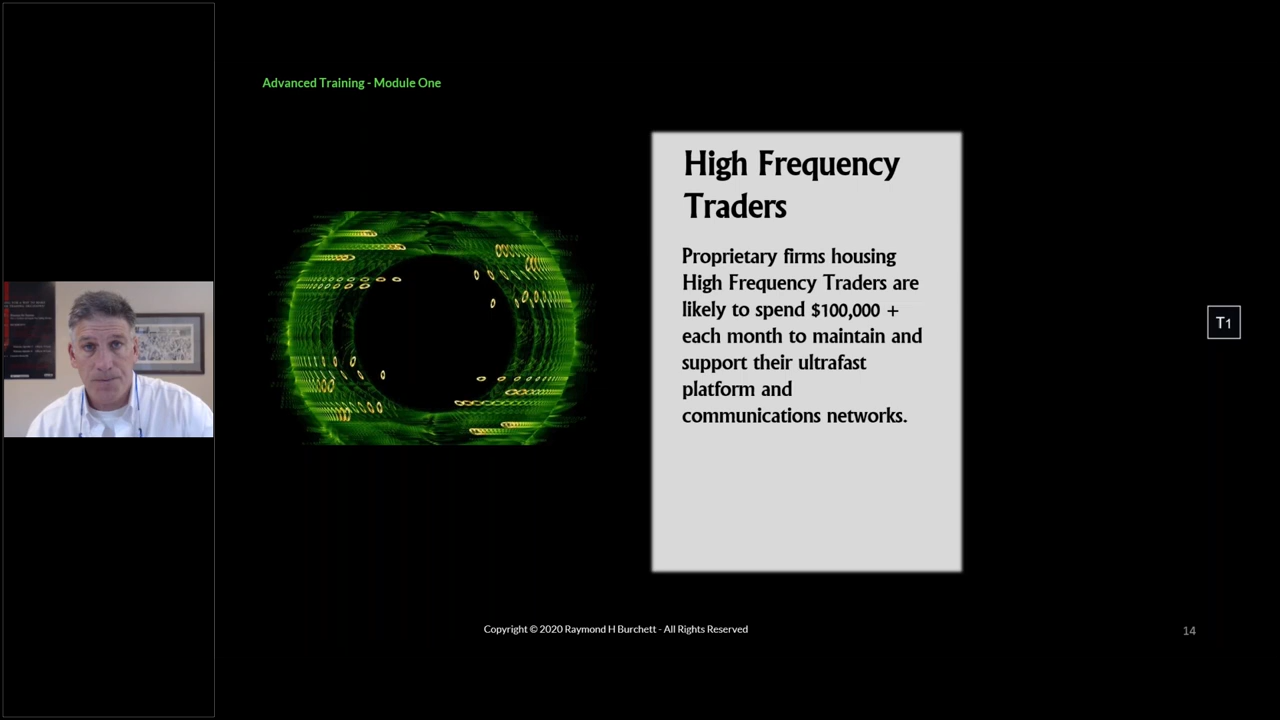 Advanced Training - Module One
High Frequency
Traders
Proprietary firms housing
High Frequency Traders are
likely to spend $100,000 +
each month to maintain and
support their ultrafast
platform and
communications networks.
T1
Copyright © 2020 Raymond H Burchett - All Rights Reserved
14